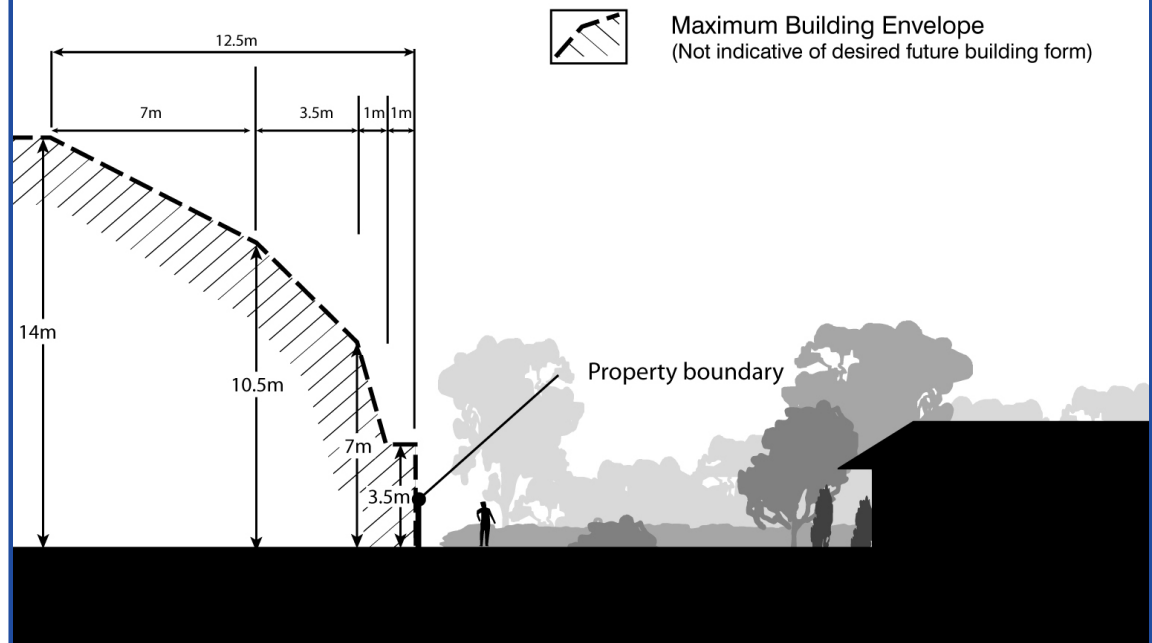 Maximum Building Envelope
(Not indicative of desired future building form)
12.5m
7m
3.5m
1m
1m
14m
10.5m
7m
3.5m
Property boundary